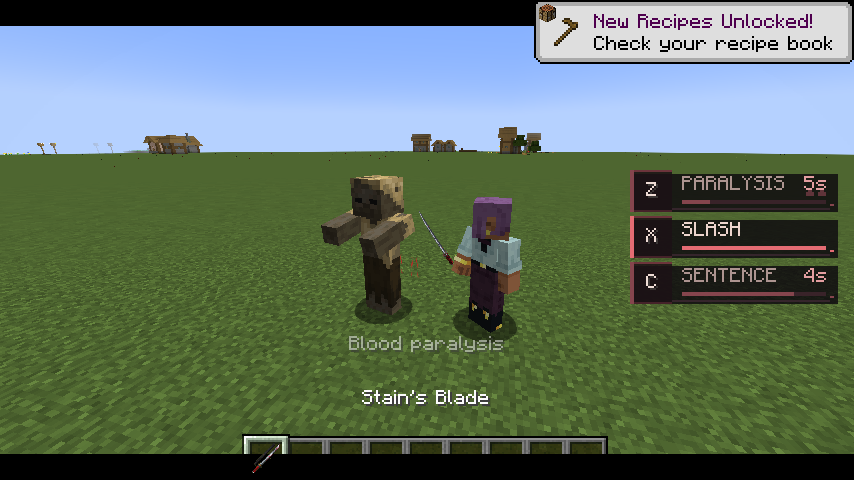 New Recipes Unlocked!
Check your recipe book
Z PARALYSIS 5s
X SLASH
C SENTENCE 4s
Blood paralysis
Stain's Blade